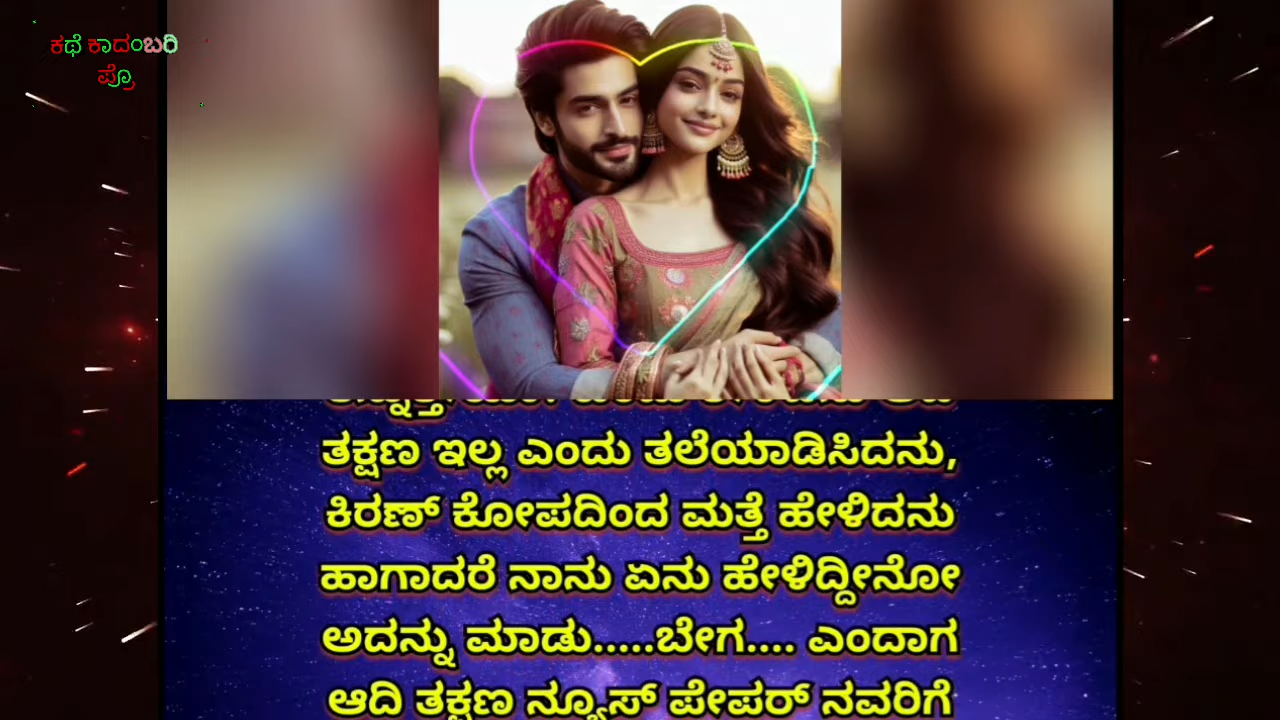 ಕಥೆ ಕಾದಂಬರಿ
ಪ್ರೊ
ತಕ್ಷಣ ಇಲ್ಲ ಎಂದು ತಲೆಯಾಡಿಸಿದನು,
ಕಿರಣ್ ಕೋಪದಿಂದ ಮತ್ತೆ ಹೇಳಿದನು
ಹಾಗಾದರೆ ನಾನು ಏನು ಹೇಳಿದ್ದೀನೋ
ಅದನ್ನು ಮಾಡು.....ಬೇಗ.... ಎಂದಾಗ
ಆದಿ ತಕ್ಷಣ ನ್ಯೂಸ್ ಪೇಪರ್ ನವರಿಗೆ